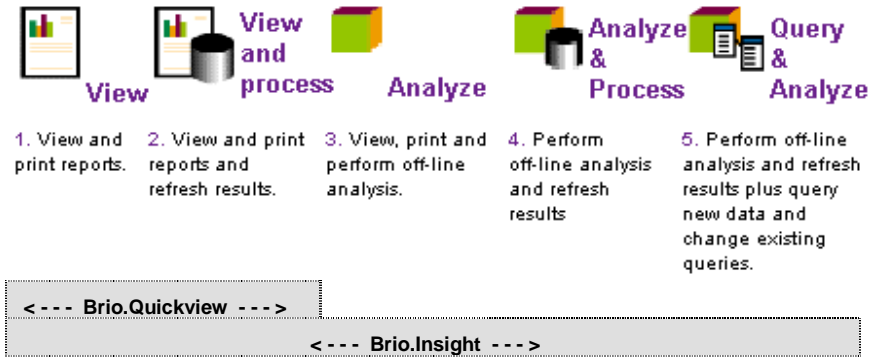 View
View
and
process
Analyze
Analyze
&
Process
Query
&
Analyze
1. View and
print reports.
2. View and print
reports and
refresh results.
3. View, print and
perform off-line
analysis.
4. Perform
off-line analysis
and refresh
results
5. Perform off-line
analysis and refresh
results plus query
new data and
change existing
queries.
< - - - Brio.Quickview - - - >
< - - - Brio.Insight - - - >